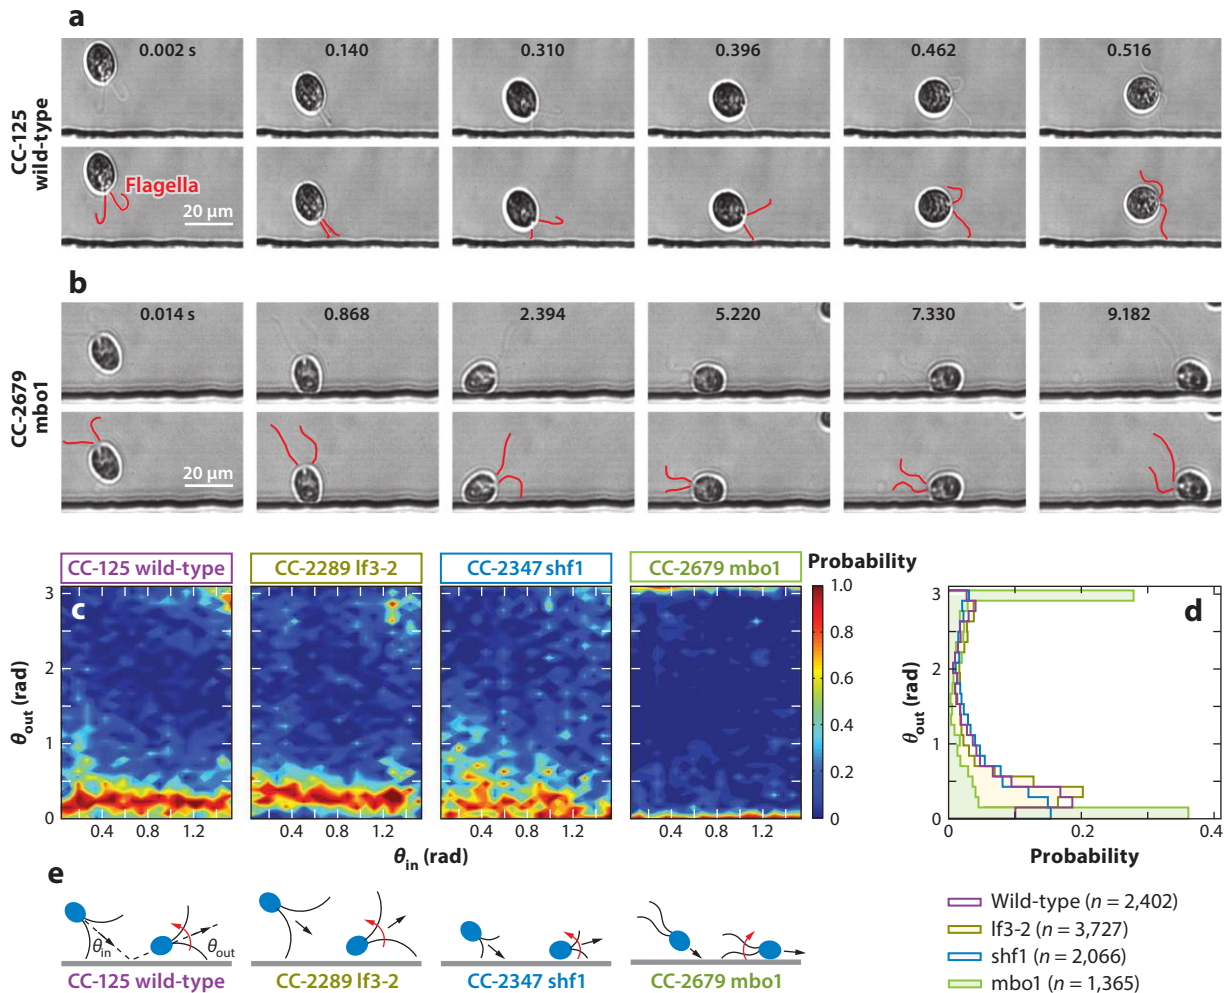 a
CC-125
wild-type
0.002 s 0.140 0.310 0.396 0.462 0.516
Flagella
20 μm
b
CC-2679
mbo1
0.014 s 0.868 2.394 5.220 7.330 9.182
20 μm
CC-125 wild-type CC-2289 lf3-2 CC-2347 shf1 CC-2679 mbo1 Probability
c
d
θout (rad)
3
2
1
0
0.4 0.8 1.2 0.4 0.8 1.2 0.4 0.8 1.2 0.4 0.8 1.2
θin (rad)
1.0
0.8
0.6
0.4
0.2
0
θout (rad)
3
2
1
0
0 0.1 0.2 0.3 0.4
Probability
e
θin θout
CC-125 wild-type CC-2289 lf3-2 CC-2347 shf1 CC-2679 mbo1
Wild-type (n = 2,402)
lf3-2 (n = 3,727)
shf1 (n = 2,066)
mbo1 (n = 1,365)